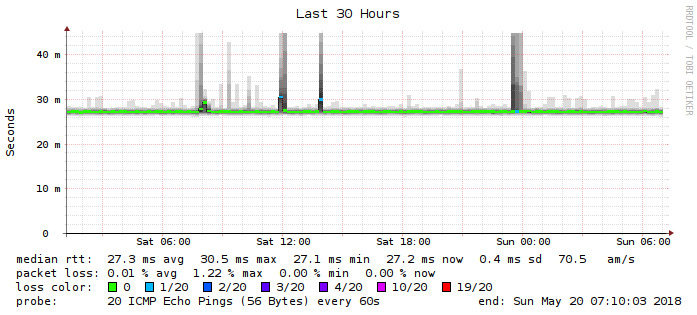 Last 30 Hours
RRDTOOL / TOBI OETIKER
Seconds
40 m
30 m
20 m
10 m
0
Sat 06:00 Sat 12:00 Sat 18:00 Sun 00:00 Sun 06:00
median rtt: 27.3 ms avg 30.5 ms max 27.1 ms min 27.2 ms now 0.4 ms sd 70.5 am/s
packet loss: 0.01 % avg 1.22 % max 0.00 % min 0.00 % now
loss color: 0 1/20 2/20 3/20 4/20 10/20 19/20
probe: 20 ICMP Echo Pings (56 Bytes) every 60s end: Sun May 20 07:10:03 2018